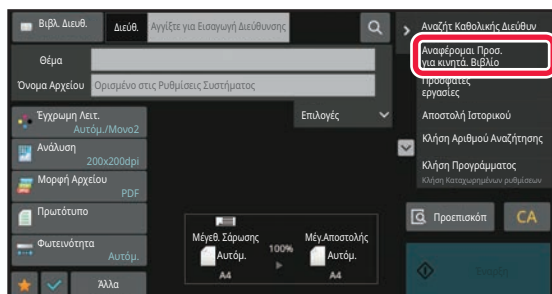 Βιβλ. Διευθ.
Διεύθ.
Αγγίξτε για Εισαγωγή Διεύθυνσης
Θέμα
Όνομα Αρχείου
Ορισμένο στις Ρυθμίσεις Συστήματος
Έγχρωμη Λειτ.
Αυτόμ./Μονο2
Επιλογές
Ανάλυση
200x200dpi
Μορφή Αρχείου
PDF
Πρωτότυπο
Φωτεινότητα
Αυτόμ.
Άλλα
Μέγεθ. Σάρωσης
Αυτόμ.
A4
100%
Μέγ.Αποστολής
Αυτόμ.
A4
Αναζήτ Καθολικής Διεύθυν
Αναφέρομαι Προσ.
για κινητά. Βιβλίο
Πρόσφατες
εργασίες
Αποστολή Ιστορικού
Κλήση Αριθμού Αναζήτησης
Κλήση Προγράμματος
Κλήση Καταχωρημένων ρυθμίσεων
Προεπισκόπ
CA
Έναρξη